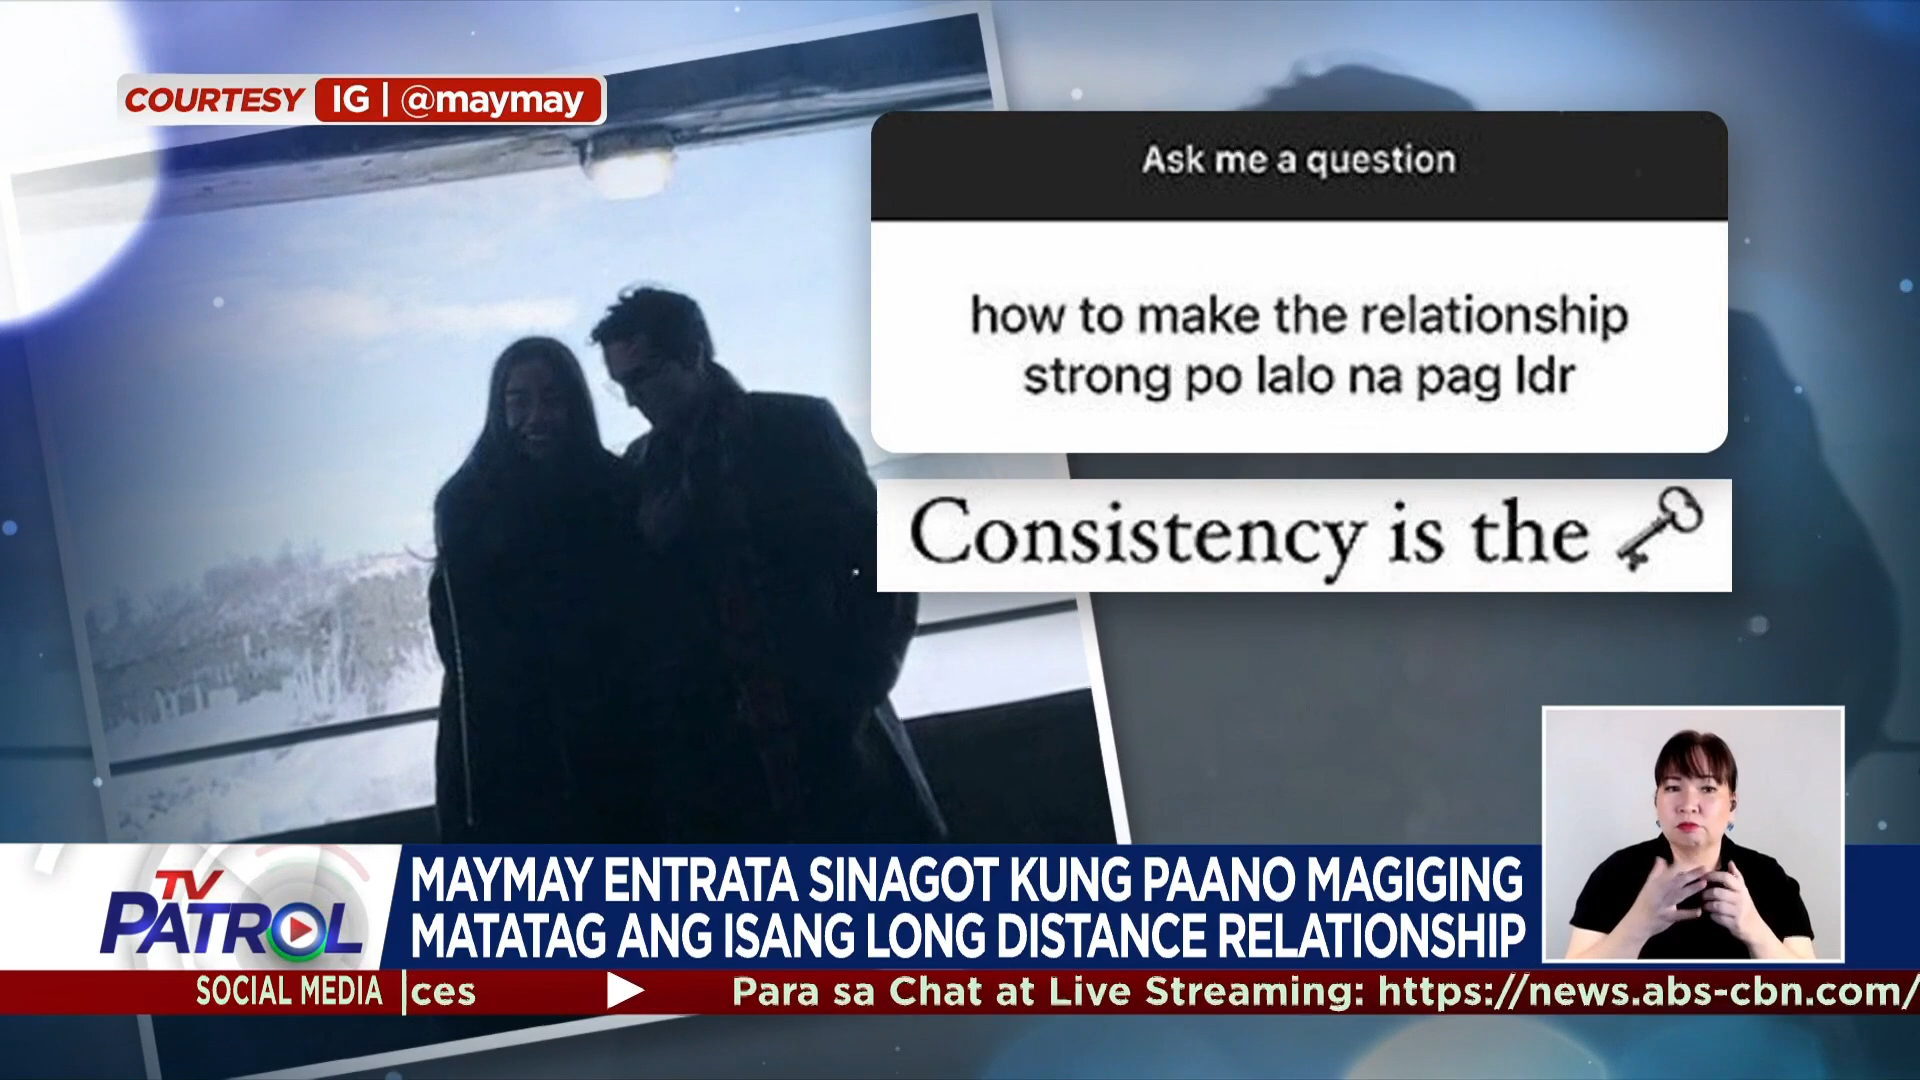 COURTESY IG | @maymay
Ask me a question
how to make the relationship
strong po lalo na pag ldr
Consistency is the
TV PATROL
MAYMAY ENTRATA SINAGOT KUNG PAANO MAGIGING
MATATAG ANG ISANG LONG DISTANCE RELATIONSHIP
SOCIAL MEDIA ces Para sa Chat at Live Streaming: https://news.abs-cbn.com/